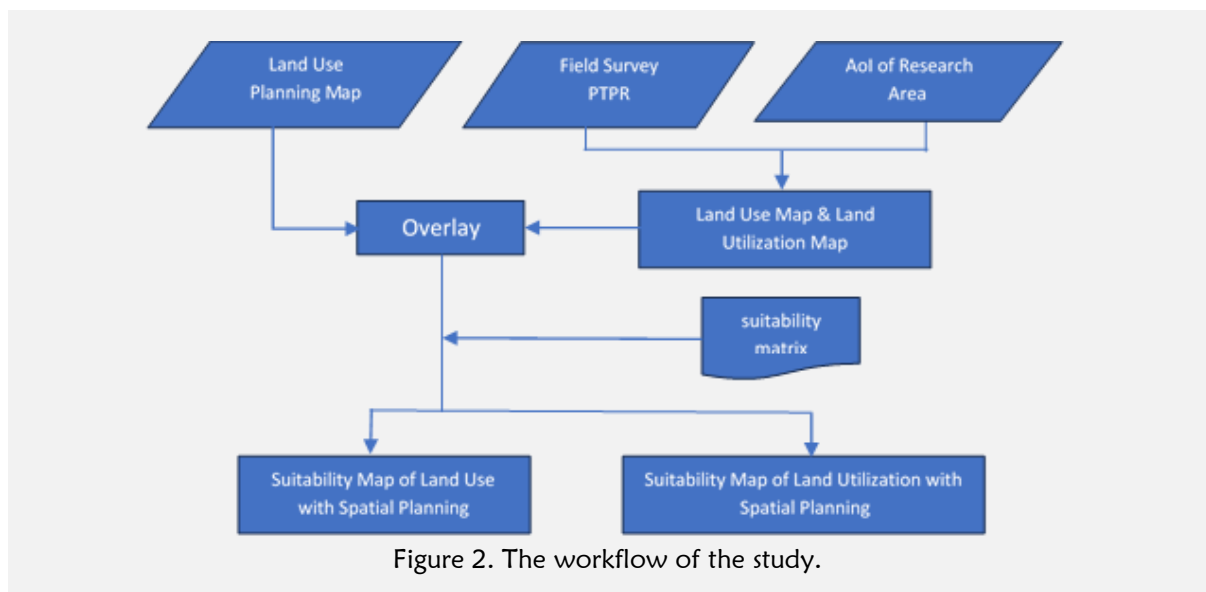 Land Use
Planning Map
Field Survey
PTPR
AoI of Research
Area
Overlay
Land Use Map & Land
Utilization Map
suitability
matrix
Suitability Map of Land Use
with Spatial Planning
Suitability Map of Land Utilization with
Spatial Planning
Figure 2. The workflow of the study.